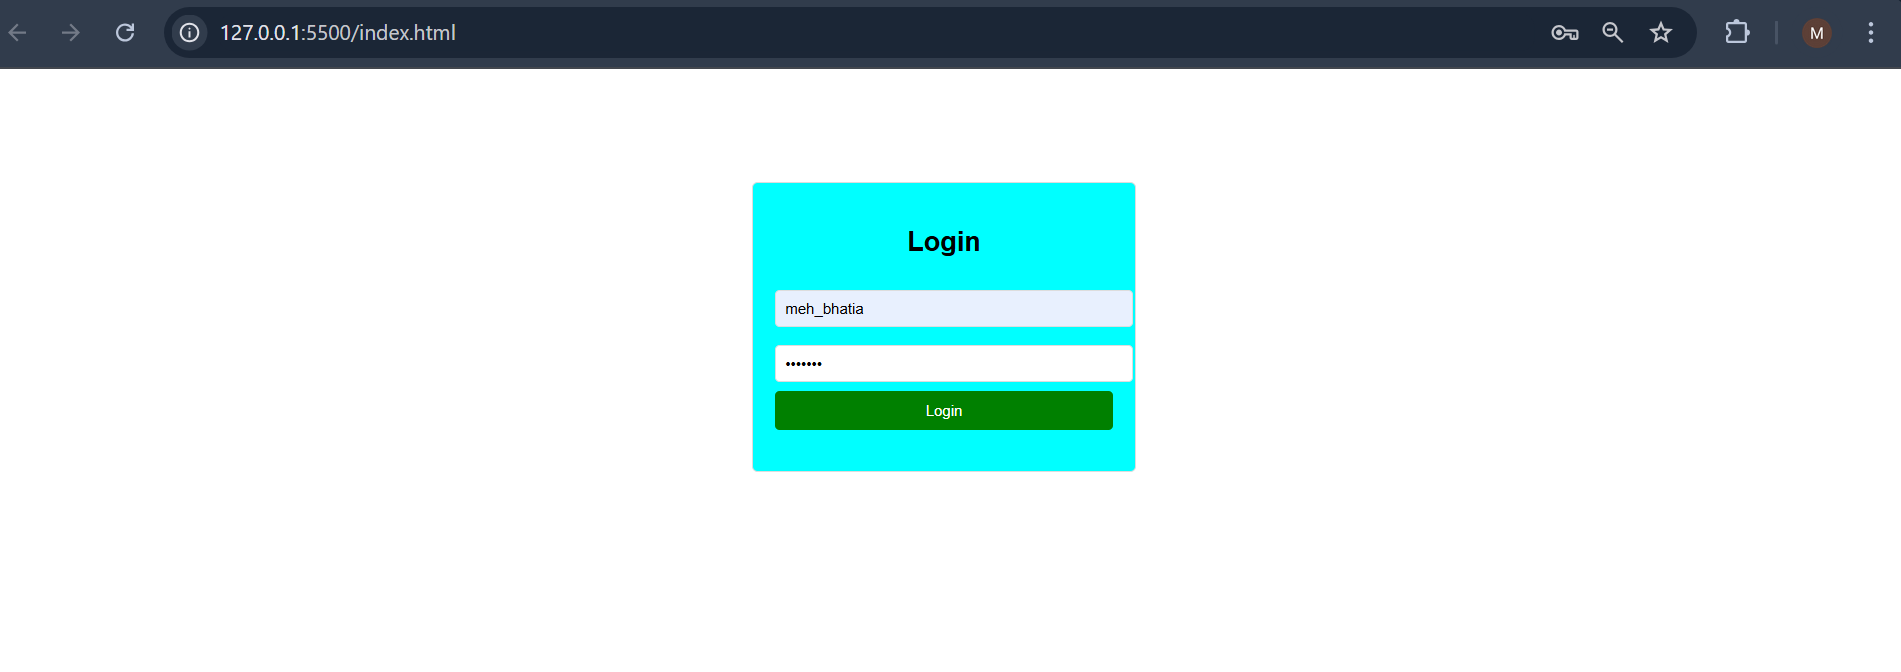 127.0.0.1:5500/index.html
M
Login
meh_bhatia
•••••••
Login